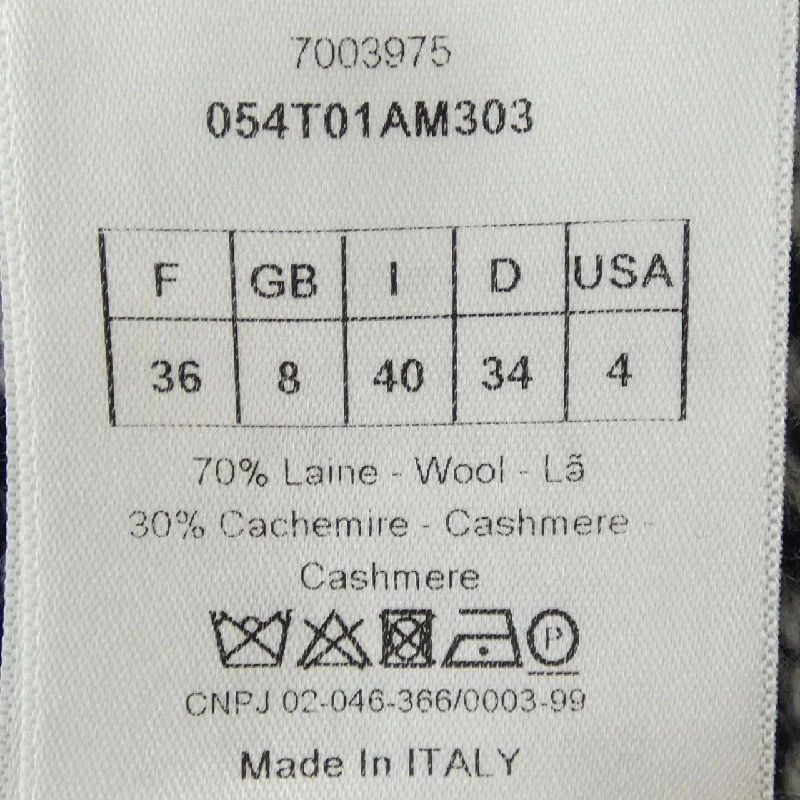 7003975
054T01AM303
F GB I D USA
36 8 40 34 4
70% Laine - Wool - Lã
30% Cachemire - Cashmere -
Cashmere
P
CNPJ 02-046-366/0003-99
Made In ITALY